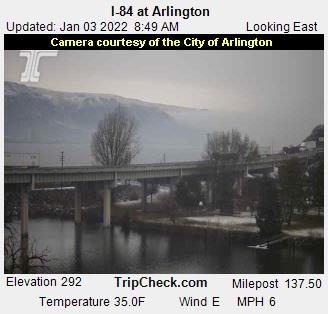 I-84 at Arlington
Updated: Jan 03 2022 8:49 AM Looking East
Camera courtesy of the City of Arlington
Elevation 292 TripCheck.com Milepost 137.50
Temperature 35.0F Wind E MPH 6